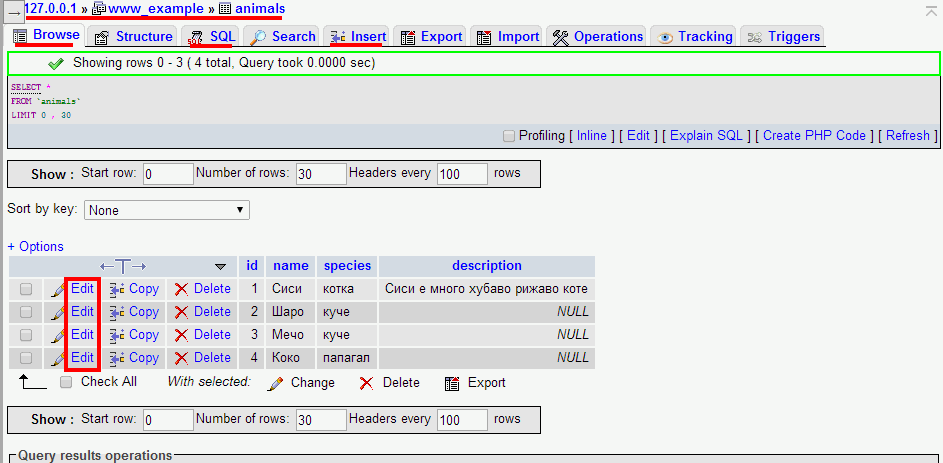 127.0.0.1 » www_example » animals
Browse Structure SQL Search Insert Export Import Operations Tracking Triggers
Showing rows 0 - 3 ( 4 total, Query took 0.0000 sec)
SELECT *
FROM `animals`
LIMIT 0 , 30
Profiling [ Inline ] [ Edit ] [ Explain SQL ] [ Create PHP Code ] [ Refresh ]
Show : Start row: 0 Number of rows: 30 Headers every 100 rows
Sort by key: None
+ Options
←T→ id name species description
Edit Copy Delete 1 Сиси котка Сиси е много хубаво рижаво коте
Edit Copy Delete 2 Шаро куче NULL
Edit Copy Delete 3 Мечо куче NULL
Edit Copy Delete 4 Коко папагал NULL
Check All With selected: Change Delete Export
Show : Start row: 0 Number of rows: 30 Headers every 100 rows
Query results operations